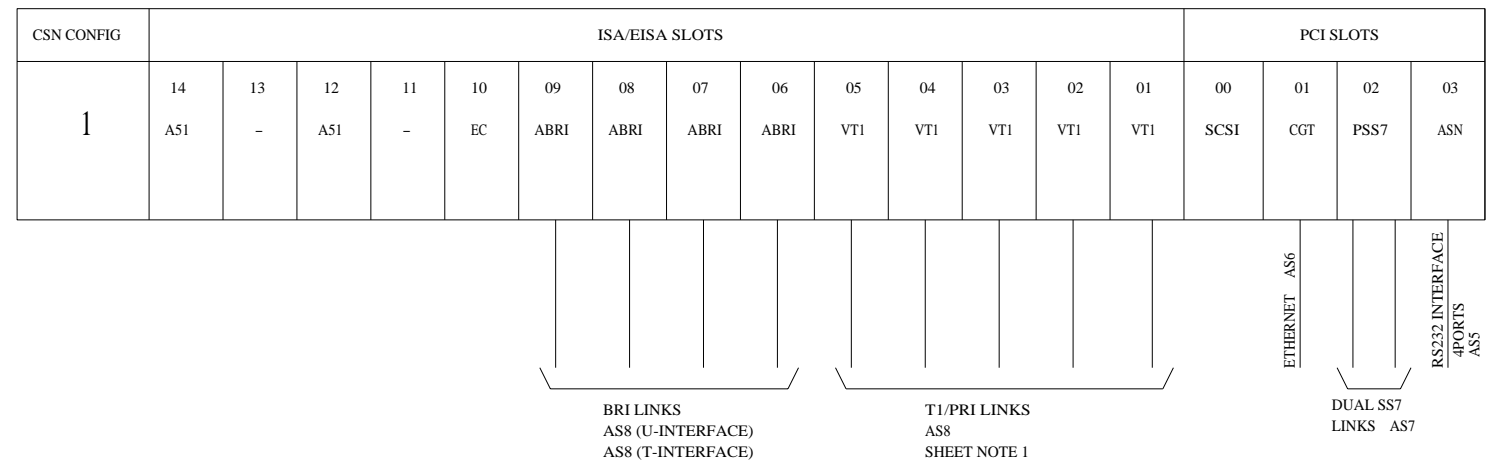 CSN CONFIG ISA/EISA SLOTS PCI SLOTS
14 13 12 11 10 09 08 07 06 05 04 03 02 01 00 01 02 03
1 A51 – A51 – EC ABRI ABRI ABRI ABRI VT1 VT1 VT1 VT1 VT1 SCSI CGT PSS7 ASN
ETHERNET AS6
RS232 INTERFACE
4PORTS
AS5
BRI LINKS
AS8 (U-INTERFACE)
AS8 (T-INTERFACE)
T1/PRI LINKS
AS8
SHEET NOTE 1
DUAL SS7
LINKS AS7